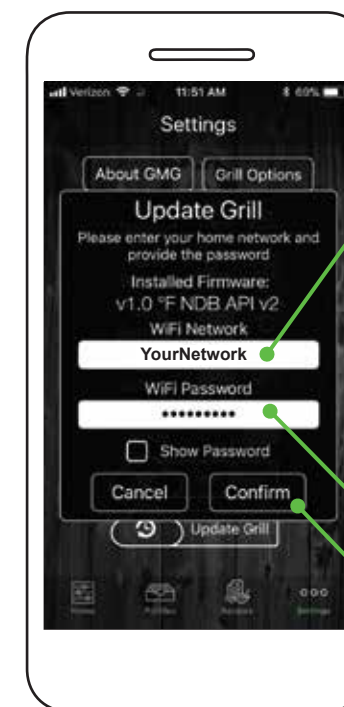 Verizon 11:51 AM 69%
Settings
About GMG Grill Options
Update Grill
Please enter your home network and
provide the password
Installed Firmware:
v1.0 °F NDB API v2
WiFi Network
YourNetwork
WiFi Password
•••••••••
Show Password
Cancel Confirm
Update Grill
Settings